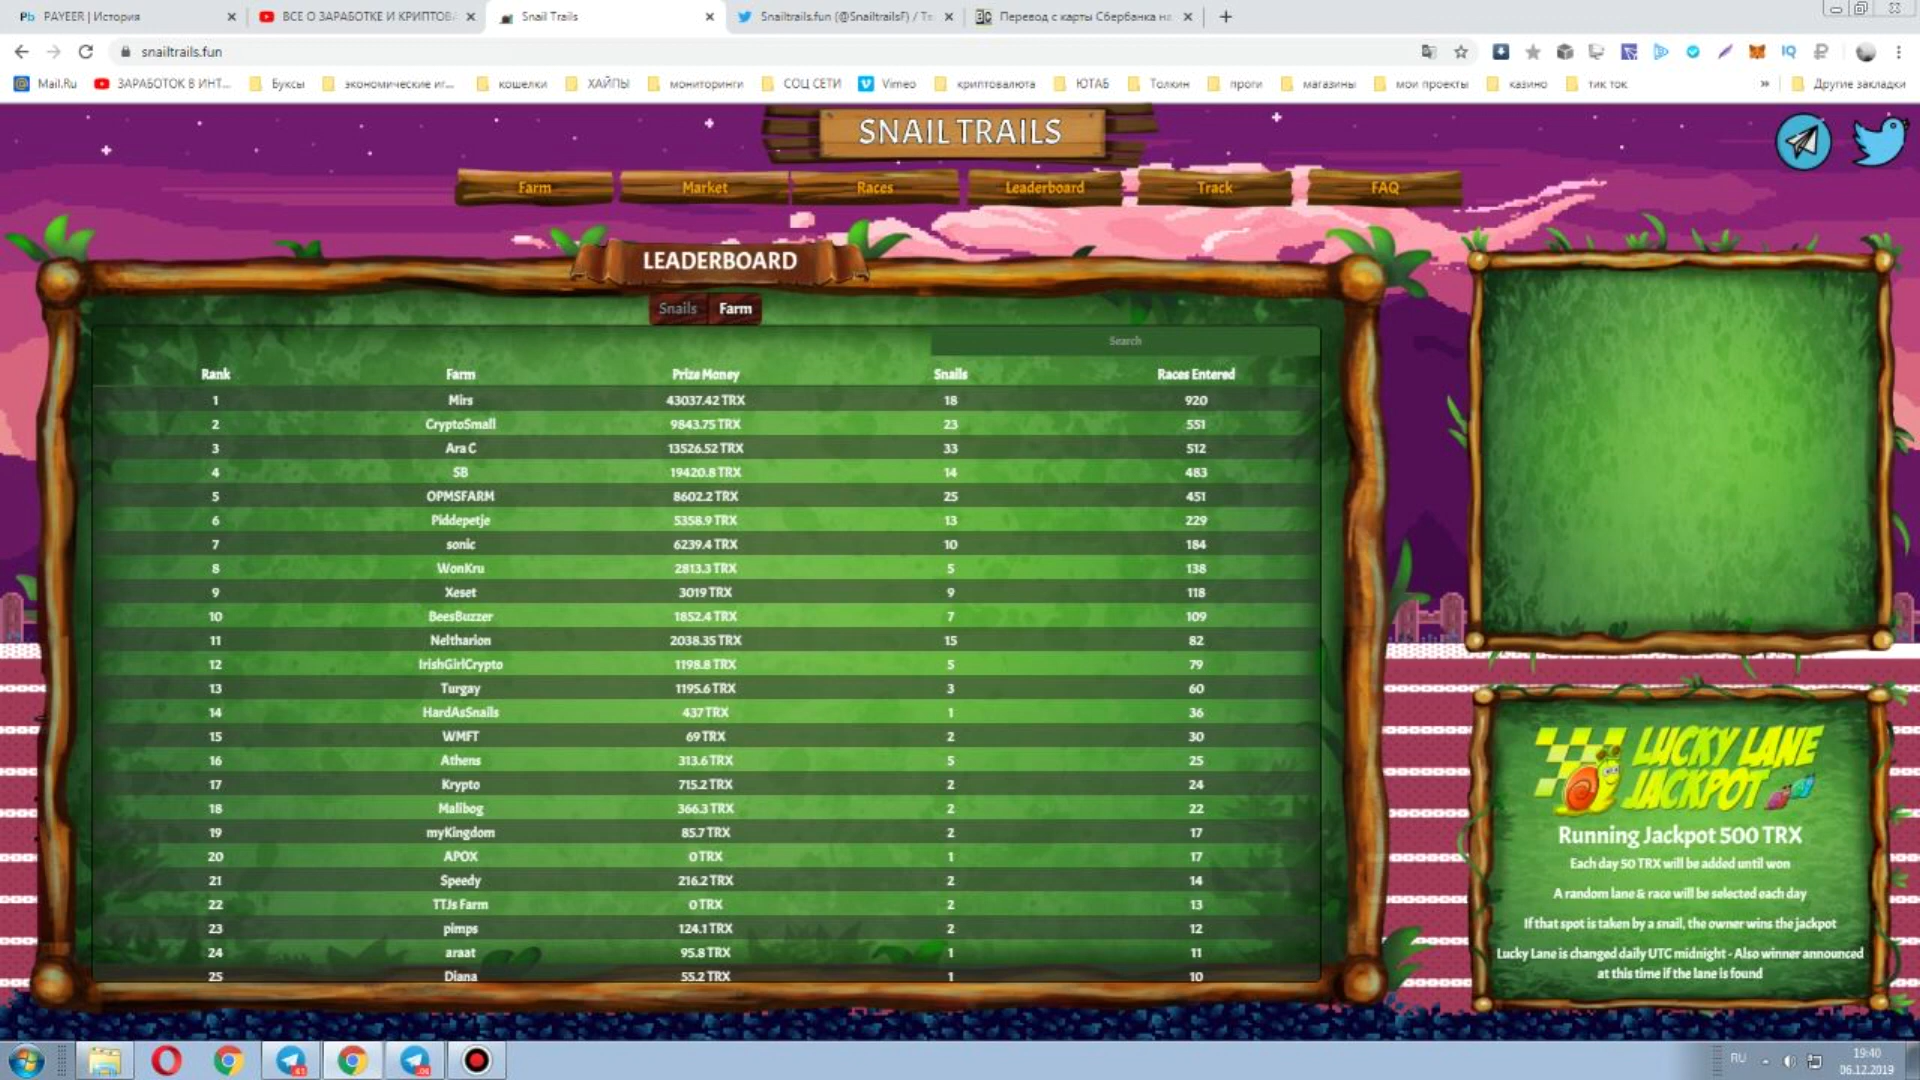 PAYEER | История
ВСЕ О ЗАРАБОТКЕ И КРИПТОВ
Snail Trails
Snailtrails.fun (@SnailtrailsF) / Tw
Перевод с карты Сбербанка на
snailtrails.fun
Mail.Ru
ЗАРАБОТОК В ИНТ...
Буксы
экономические иг...
кошелки
ХАЙПЫ
мониторинги
СОЦ СЕТИ
Vimeo
криптовалюта
ЮТАБ
Толкин
проги
магазины
мои проекты
казино
тик ток
»
Другие закладки
SNAIL TRAILS
Farm Market Races Leaderboard Track FAQ
LEADERBOARD
Snails Farm
Search
Rank Farm Prize Money Snails Races Entered
1 Mirs 43037.42 TRX 18 920
2 CryptoSmall 9843.75 TRX 23 551
3 Ara C 13526.52 TRX 33 512
4 SB 19420.8 TRX 14 483
5 OPMSFARM 8602.2 TRX 25 451
6 Piddepetje 5358.9 TRX 13 229
7 sonic 6239.4 TRX 10 184
8 WonKru 2813.3 TRX 5 138
9 Xeset 3019 TRX 9 118
10 BeesBuzzer 1852.4 TRX 7 109
11 Neltharion 2038.35 TRX 15 82
12 IrishGirlCrypto 1198.8 TRX 5 79
13 Turgay 1195.6 TRX 3 60
14 HardAsSnails 437 TRX 1 36
15 WMFT 69 TRX 2 30
16 Athens 313.6 TRX 5 25
17 Krypto 715.2 TRX 2 24
18 Malibog 366.3 TRX 2 22
19 myKingdom 85.7 TRX 2 17
20 APOX 0 TRX 1 17
21 Speedy 216.2 TRX 2 14
22 TTJs Farm 0 TRX 2 13
23 pimps 124.1 TRX 2 12
24 araat 95.8 TRX 1 11
25 Diana 55.2 TRX 1 10
LUCKY LANE
JACKPOT
Running Jackpot 500 TRX
Each day 50 TRX will be added until won
A random lane & race will be selected each day
If that spot is taken by a snail, the owner wins the jackpot
Lucky Lane is changed daily UTC midnight - Also winner announced
at this time if the lane is found
RU
19:40
06.12.2019